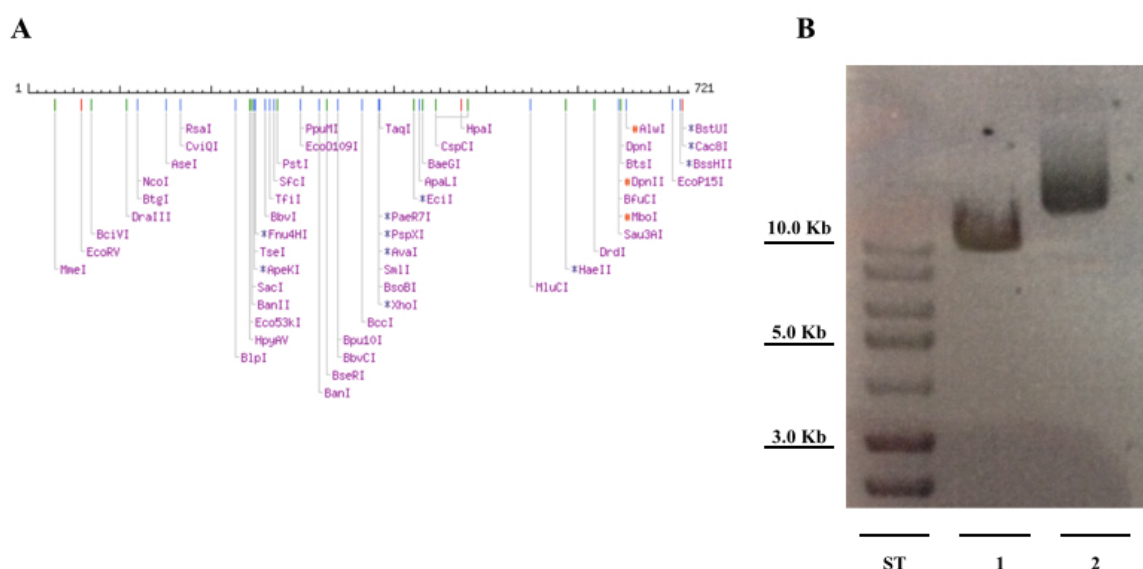 A
1 721
RsaI PpuMI TaqI HpaI #AlwI *BstUI
CviQI EcoO109I CspCI DpnI *Cac8I
AseI PstI BaeGI BtsI *BssHII
NcoI SfcI ApaLI #DpnII EcoP15I
BtgI TfiI *EciI BfuCI
DraIII BbvI *PaeR7I #MboI
BciVI *Fnu4HI *PspXI Sau3AI
EcoRV TseI *AvaI DrdI
MmeI *ApeKI SmlI *HaeII
SacI BsoBI MluCI
BanII *XhoI
Eco53kI BccI
HpyAV Bpu10I
BlpI BbvCI
BseRI
BanI
B
10.0 Kb
5.0 Kb
3.0 Kb
ST 1 2